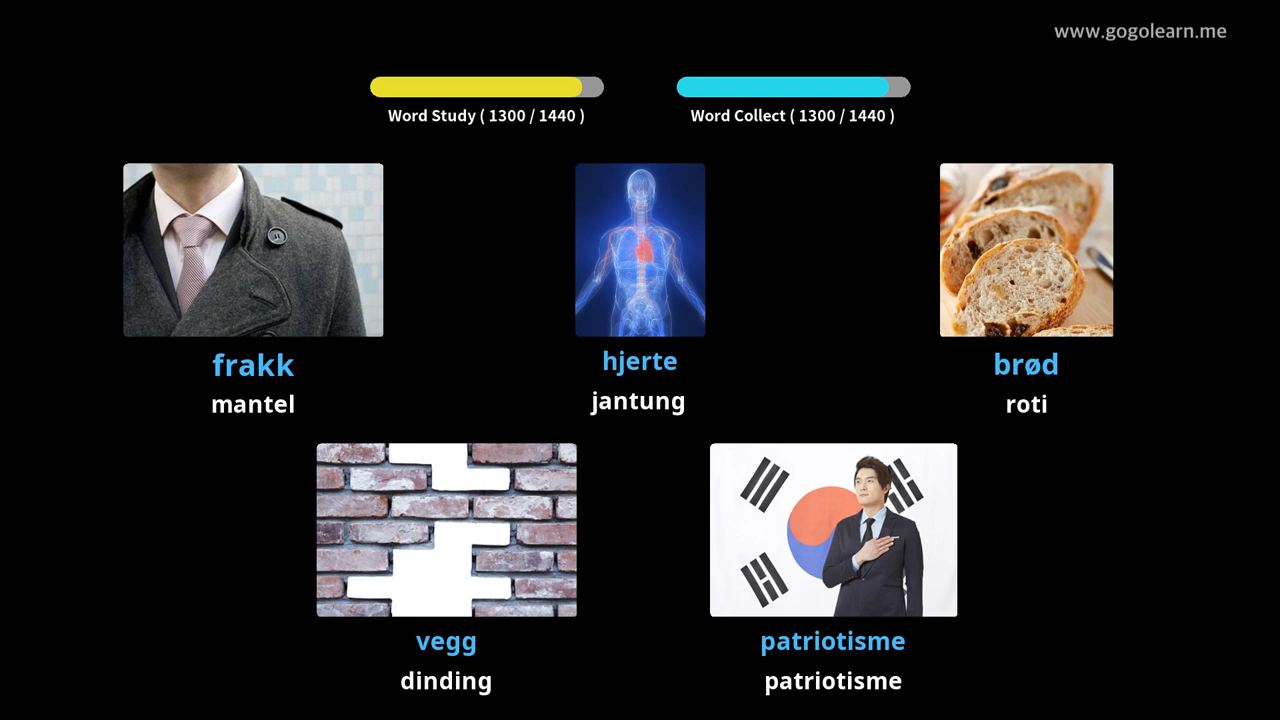 www.gogolearn.me
Word Study ( 1300 / 1440 )
Word Collect ( 1300 / 1440 )
frakk
mantel
hjerte
jantung
brød
roti
vegg
dinding
patriotisme
patriotisme